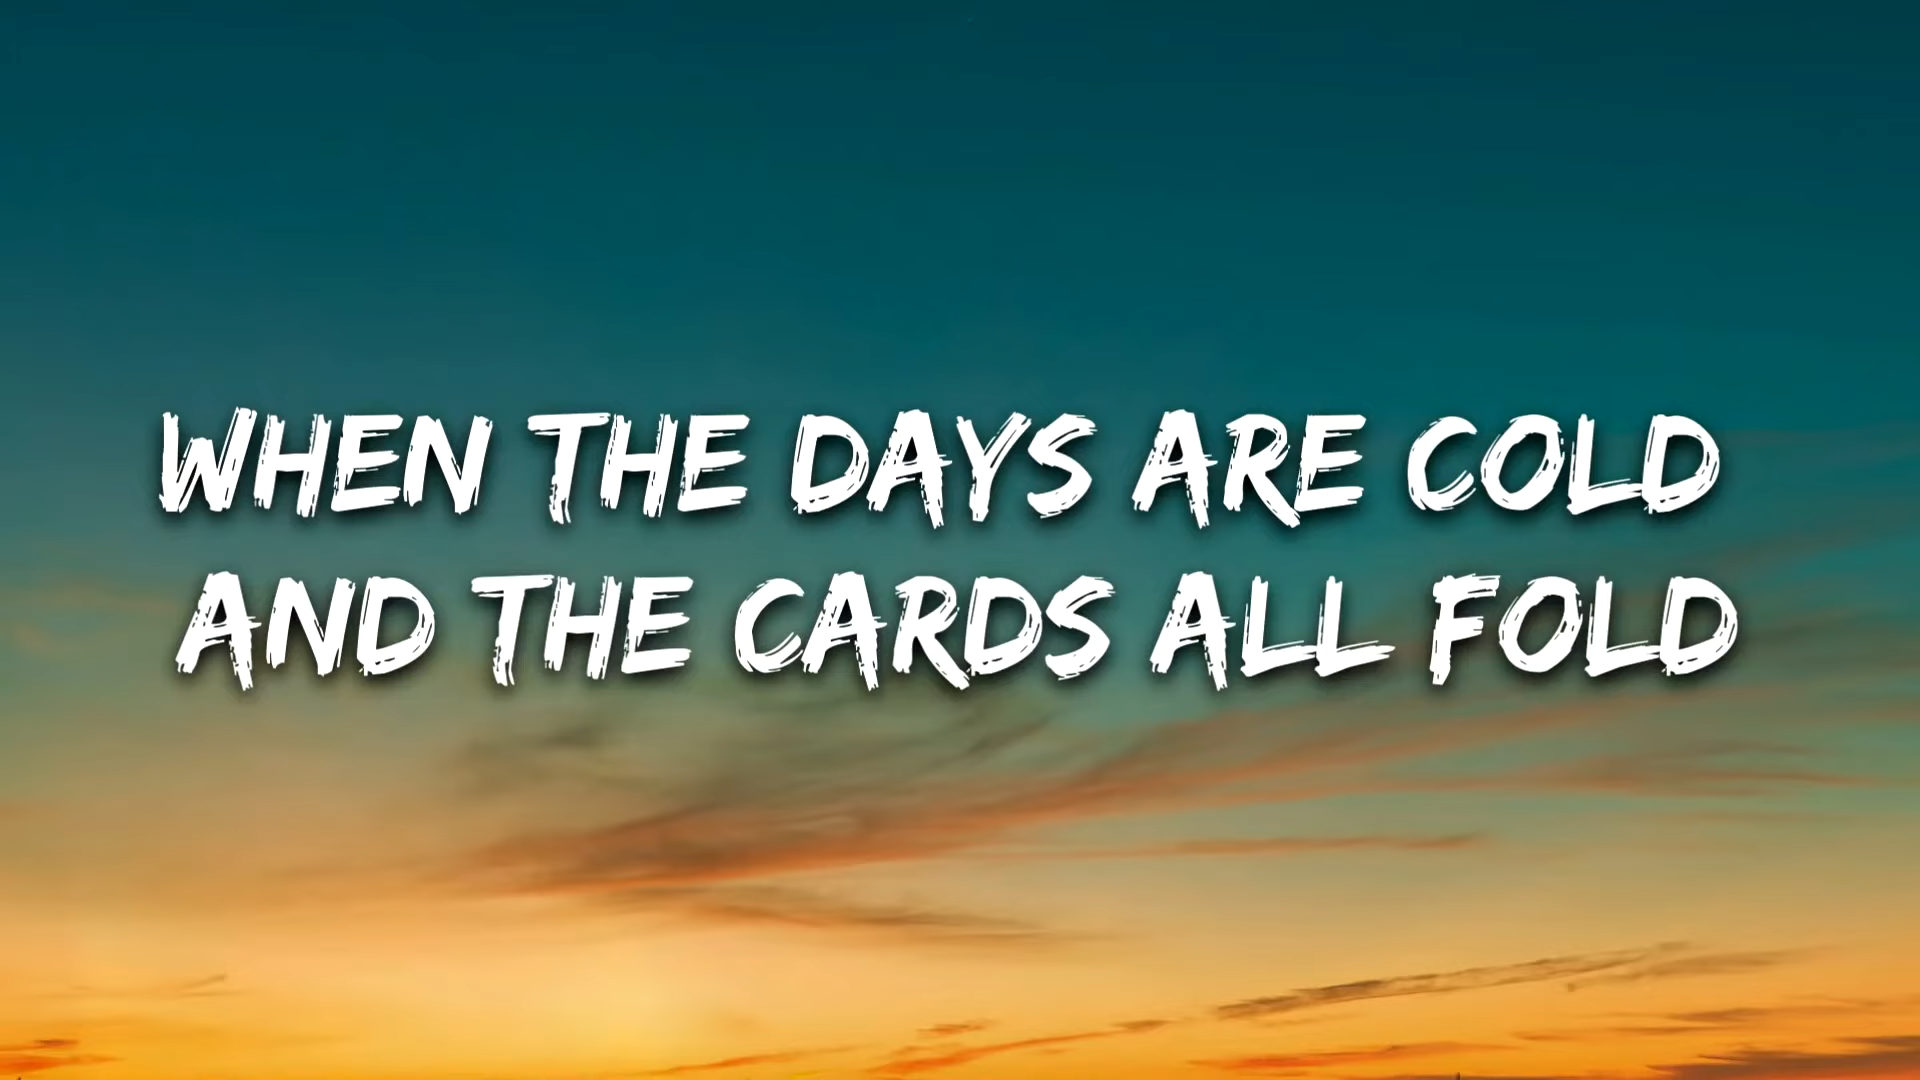 WHEN THE DAYS ARE COLD
AND THE CARDS ALL FOLD